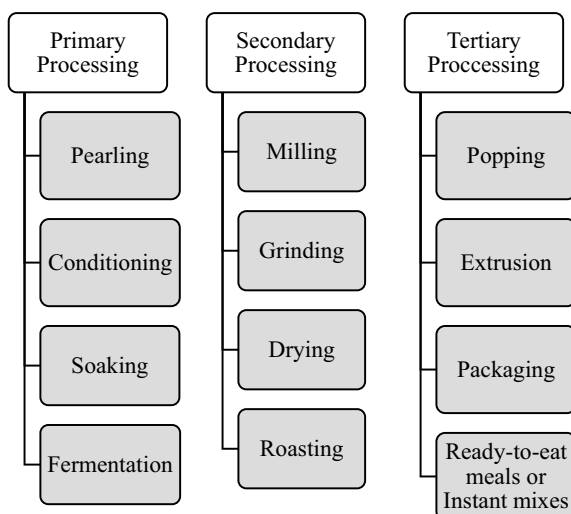 Primary
Processing
Pearling
Conditioning
Soaking
Fermentation
Secondary
Processing
Milling
Grinding
Drying
Roasting
Tertiary
Proccessing
Popping
Extrusion
Packaging
Ready-to-eat
meals or
Instant mixes